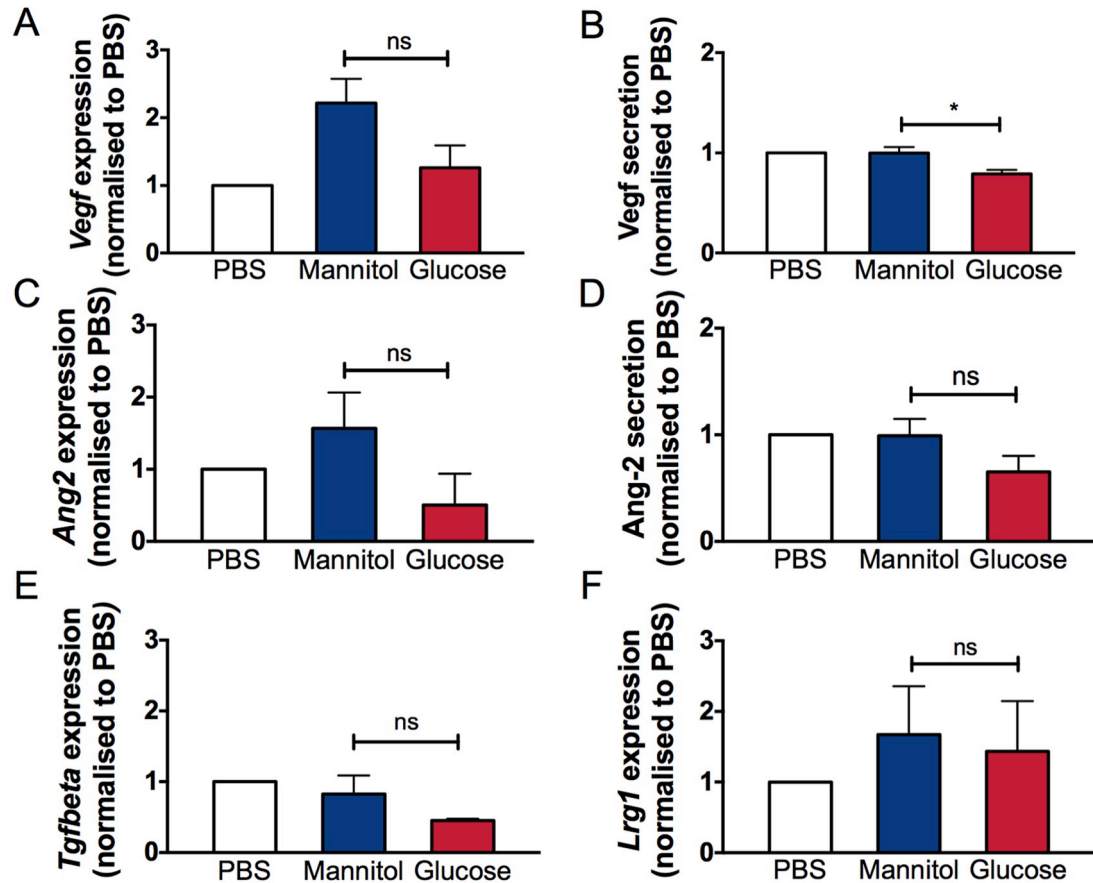 A
Vegf expression
(normalised to PBS)
3
2
1
0
ns
PBS Mannitol Glucose
B
Vegf secretion
(normalised to PBS)
2
1
0
*
PBS Mannitol Glucose
C
Ang2 expression
(normalised to PBS)
3
2
1
0
ns
PBS Mannitol Glucose
D
Ang-2 secretion
(normalised to PBS)
2
1
0
ns
PBS Mannitol Glucose
E
Tgfbeta expression
(normalised to PBS)
3
2
1
0
ns
PBS Mannitol Glucose
F
Lrg1 expression
(normalised to PBS)
3
2
1
0
ns
PBS Mannitol Glucose